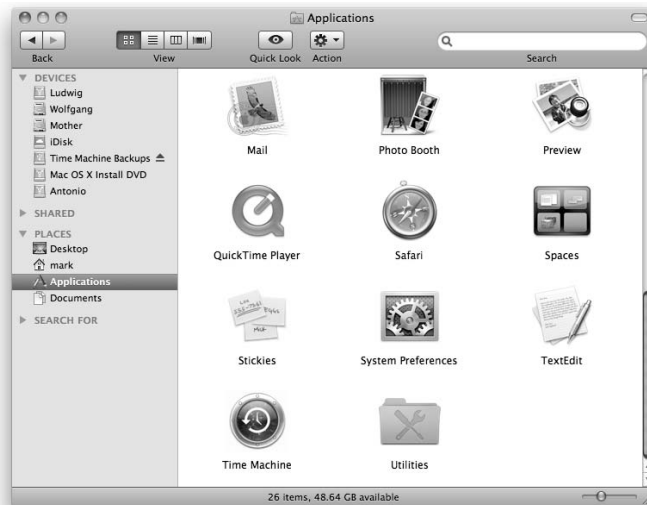 Applications
Back
View
Quick Look
Action
Search
DEVICES
Ludwig
Wolfgang
Mother
iDisk
Time Machine Backups
Mac OS X Install DVD
Antonio
SHARED
PLACES
Desktop
mark
Applications
Documents
SEARCH FOR
Mail Photo Booth Preview
QuickTime Player Safari Spaces
Stickies System Preferences TextEdit
Time Machine Utilities
26 items, 48.64 GB available